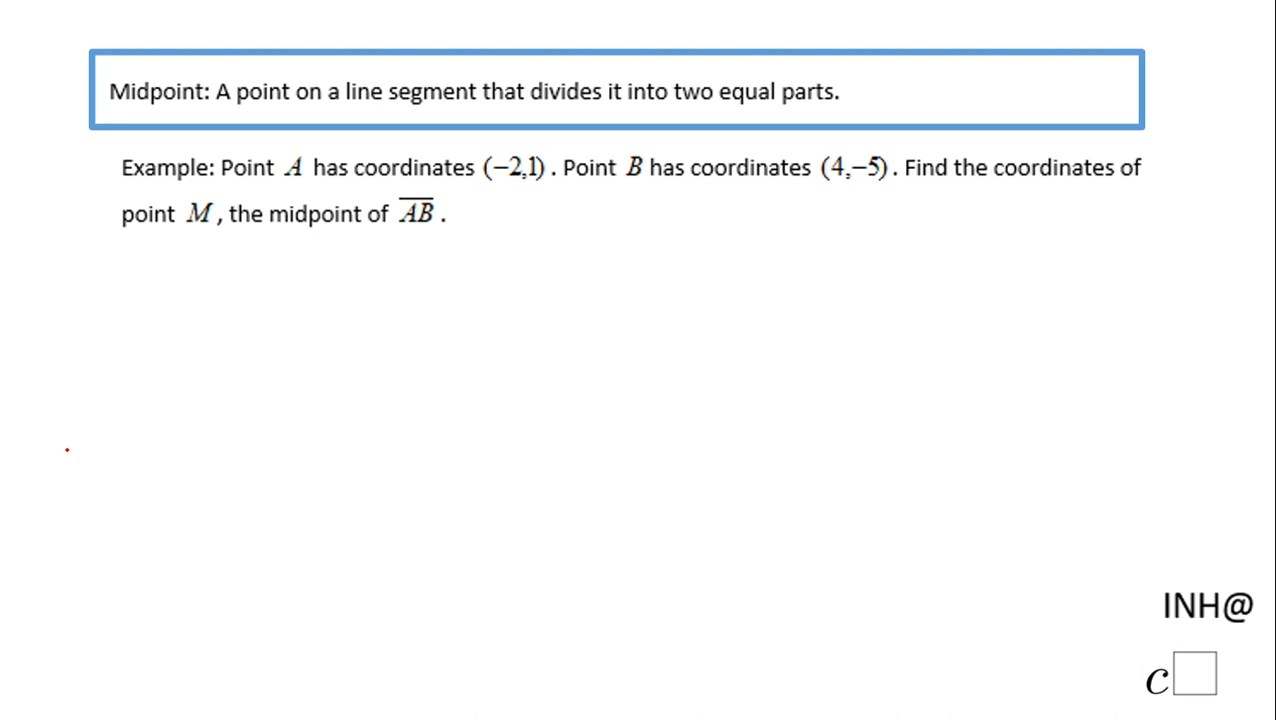 Midpoint: A point on a line segment that divides it into two equal parts.
Example: Point A has coordinates (−2,1). Point B has coordinates (4,−5). Find the coordinates of
point M, the midpoint of A̅B̅.
INH@
c□